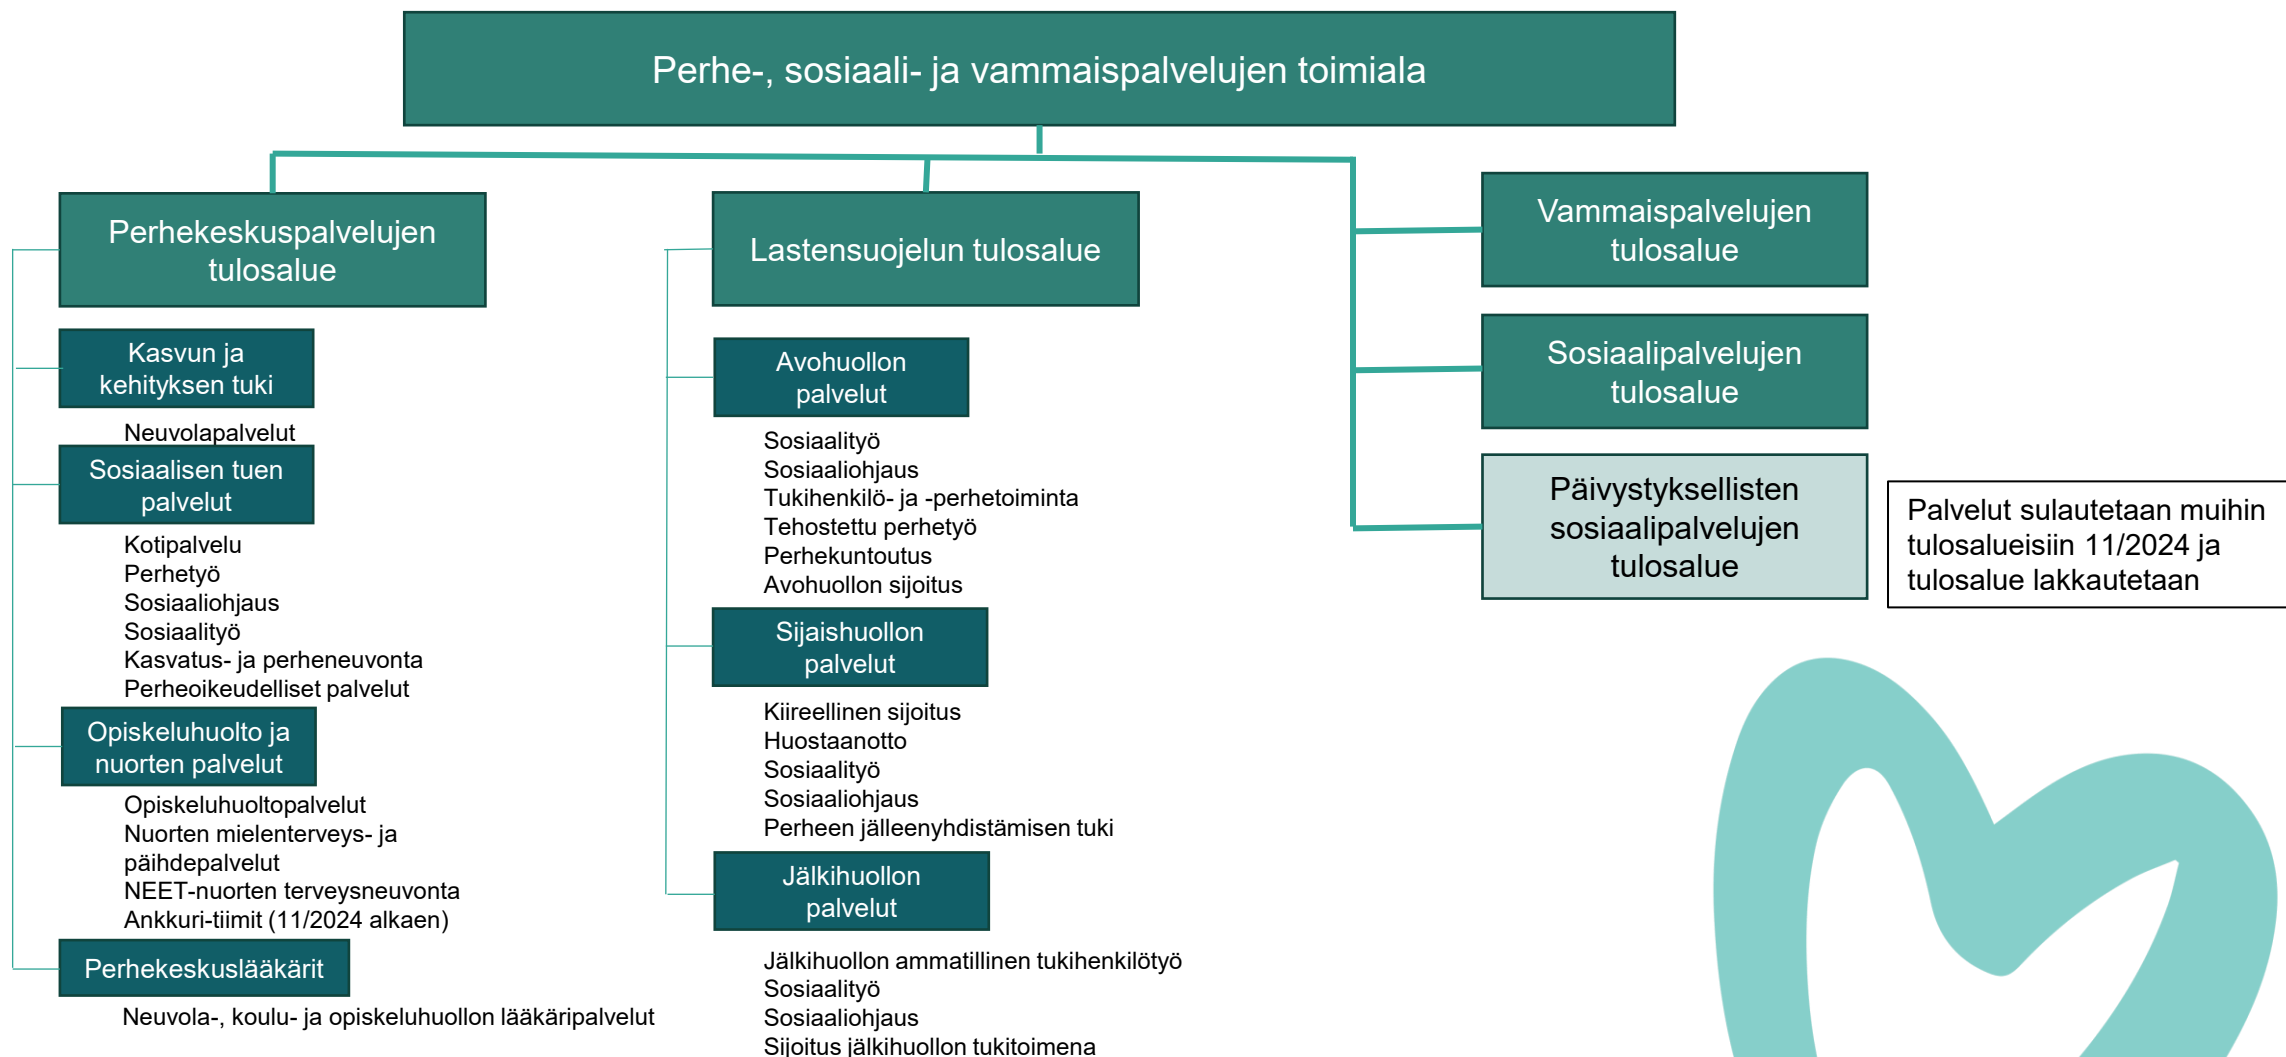 Perhe-, sosiaali- ja vammaispalvelujen toimiala
Perhekeskuspalvelujen
tulosalue
Kasvun ja
kehityksen tuki
Neuvolapalvelut
Sosiaalisen tuen
palvelut
Kotipalvelu
Perhetyö
Sosiaaliohjaus
Sosiaalityö
Kasvatus- ja perheneuvonta
Perheoikeudelliset palvelut
Opiskeluhuolto ja
nuorten palvelut
Opiskeluhuoltopalvelut
Nuorten mielenterveys- ja
päihdepalvelut
NEET-nuorten terveysneuvonta
Ankkuri-tiimit (11/2024 alkaen)
Perhekeskuslääkärit
Neuvola-, koulu- ja opiskeluhuollon lääkäripalvelut
Lastensuojelun tulosalue
Avohuollon
palvelut
Sosiaalityö
Sosiaaliohjaus
Tukihenkilö- ja -perhetoiminta
Tehostettu perhetyö
Perhekuntoutus
Avohuollon sijoitus
Sijaishuollon
palvelut
Kiireellinen sijoitus
Huostaanotto
Sosiaalityö
Sosiaaliohjaus
Perheen jälleenyhdistämisen tuki
Jälkihuollon
palvelut
Jälkihuollon ammatillinen tukihenkilötyö
Sosiaalityö
Sosiaaliohjaus
Sijoitus jälkihuollon tukitoimena
Vammaispalvelujen
tulosalue
Sosiaalipalvelujen
tulosalue
Päivystyksellisten
sosiaalipalvelujen
tulosalue
Palvelut sulautetaan muihin
tulosalueisiin 11/2024 ja
tulosalue lakkautetaan